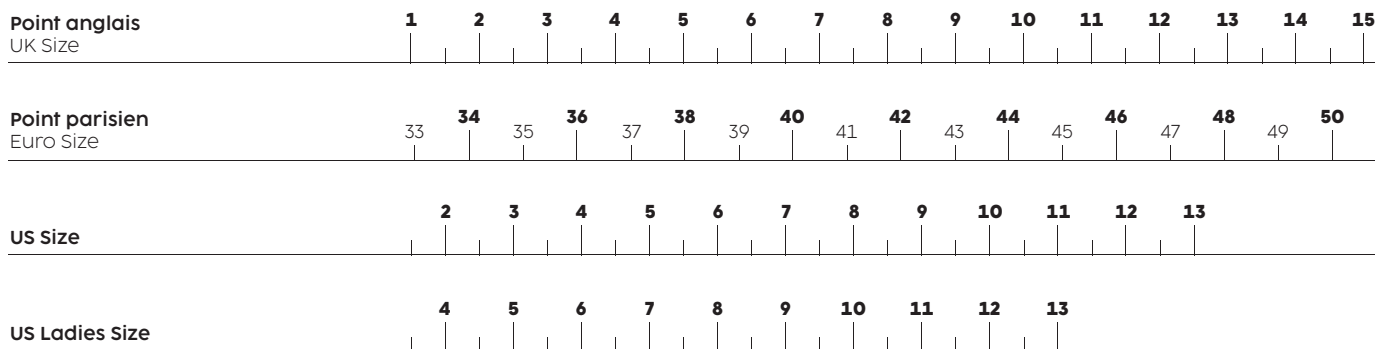 Point anglais
UK Size
1 2 3 4 5 6 7 8 9 10 11 12 13 14 15
Point parisien
Euro Size
33 34 35 36 37 38 39 40 41 42 43 44 45 46 47 48 49 50
US Size
2 3 4 5 6 7 8 9 10 11 12 13
US Ladies Size
4 5 6 7 8 9 10 11 12 13